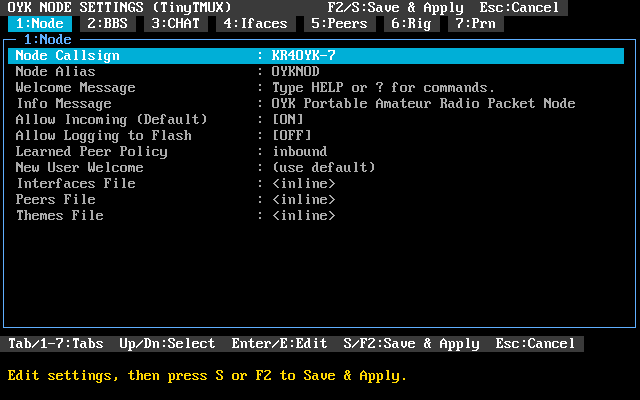 OYK NODE SETTINGS (TinyTMUX) F2/S:Save & Apply Esc:Cancel
1:Node 2:BBS 3:CHAT 4:Ifaces 5:Peers 6:Rig 7:Prn
1:Node
Node Callsign : KR4OYK-7
Node Alias : OYKNOD
Welcome Message : Type HELP or ? for commands.
Info Message : OYK Portable Amateur Radio Packet Node
Allow Incoming (Default) : [ON]
Allow Logging to Flash : [OFF]
Learned Peer Policy : inbound
New User Welcome : (use default)
Interfaces File : <inline>
Peers File : <inline>
Themes File : <inline>
Tab/1-7:Tabs Up/Dn:Select Enter/E:Edit S/F2:Save & Apply Esc:Cancel
Edit settings, then press S or F2 to Save & Apply.